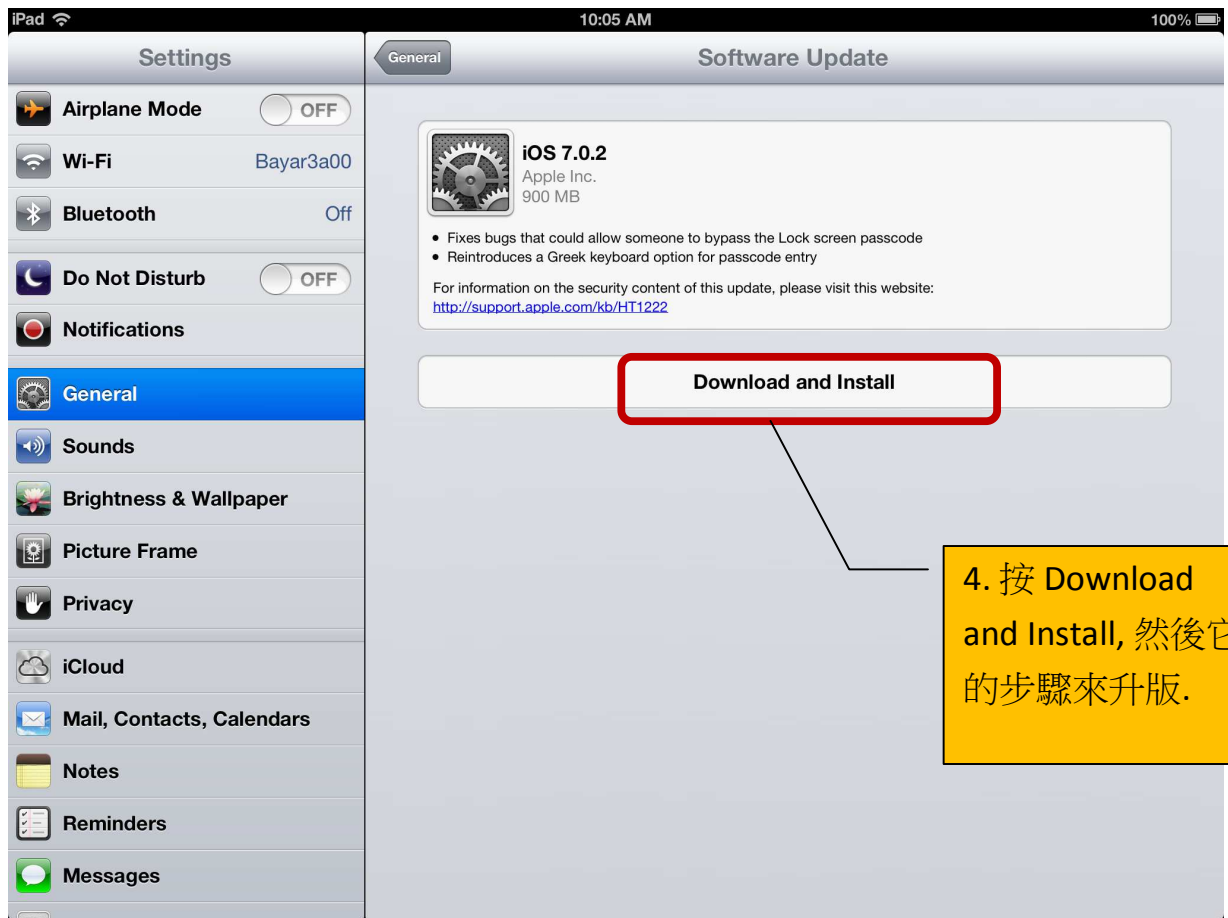 iPad 10:05 AM 100%
Settings
General
Software Update
Airplane Mode OFF
Wi-Fi Bayar3a00
Bluetooth Off
Do Not Disturb OFF
Notifications
General
Sounds
Brightness & Wallpaper
Picture Frame
Privacy
iCloud
Mail, Contacts, Calendars
Notes
Reminders
Messages
iOS 7.0.2
Apple Inc.
900 MB
• Fixes bugs that could allow someone to bypass the Lock screen passcode
• Reintroduces a Greek keyboard option for passcode entry
For information on the security content of this update, please visit this website:
http://support.apple.com/kb/HT1222
Download and Install
4. 按 Download
and Install, 然後它
的步驟來升版.